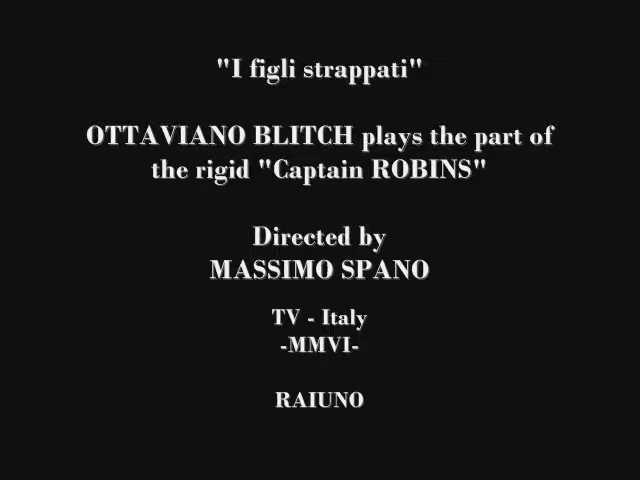 "I figli strappati"
OTTAVIANO BLITCH plays the part of
the rigid "Captain ROBINS"
Directed by
MASSIMO SPANO
TV - Italy
-MMVI-
RAIUNO